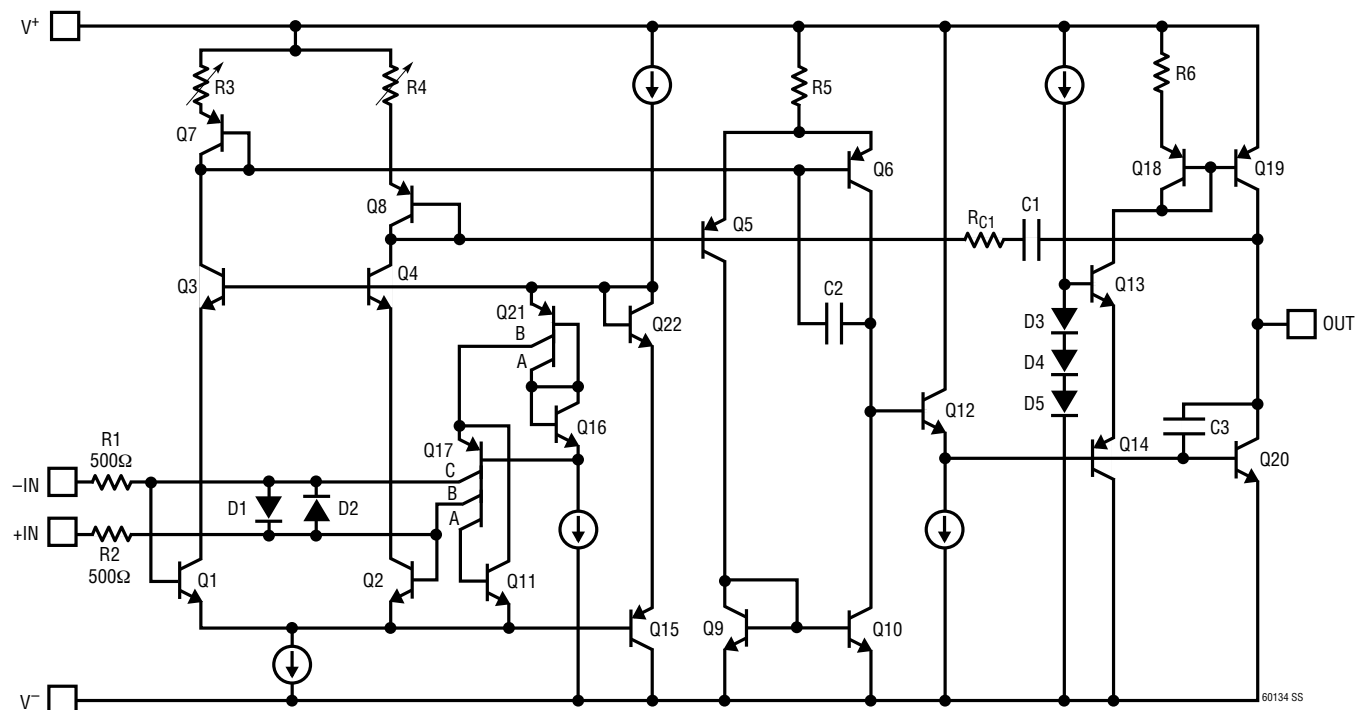 V+
R3
R4
R5
R6
Q7
Q6
Q18
Q19
Q8
Q5
RC1
C1
Q3
Q4
Q21
B
A
Q22
C2
Q13
D3
D4
D5
OUT
Q16
Q12
C3
R1
500Ω
Q17
C
B
A
Q14
Q20
–IN
D1
D2
+IN
R2
500Ω
Q1
Q2
Q11
Q15
Q9
Q10
V–
60134 SS